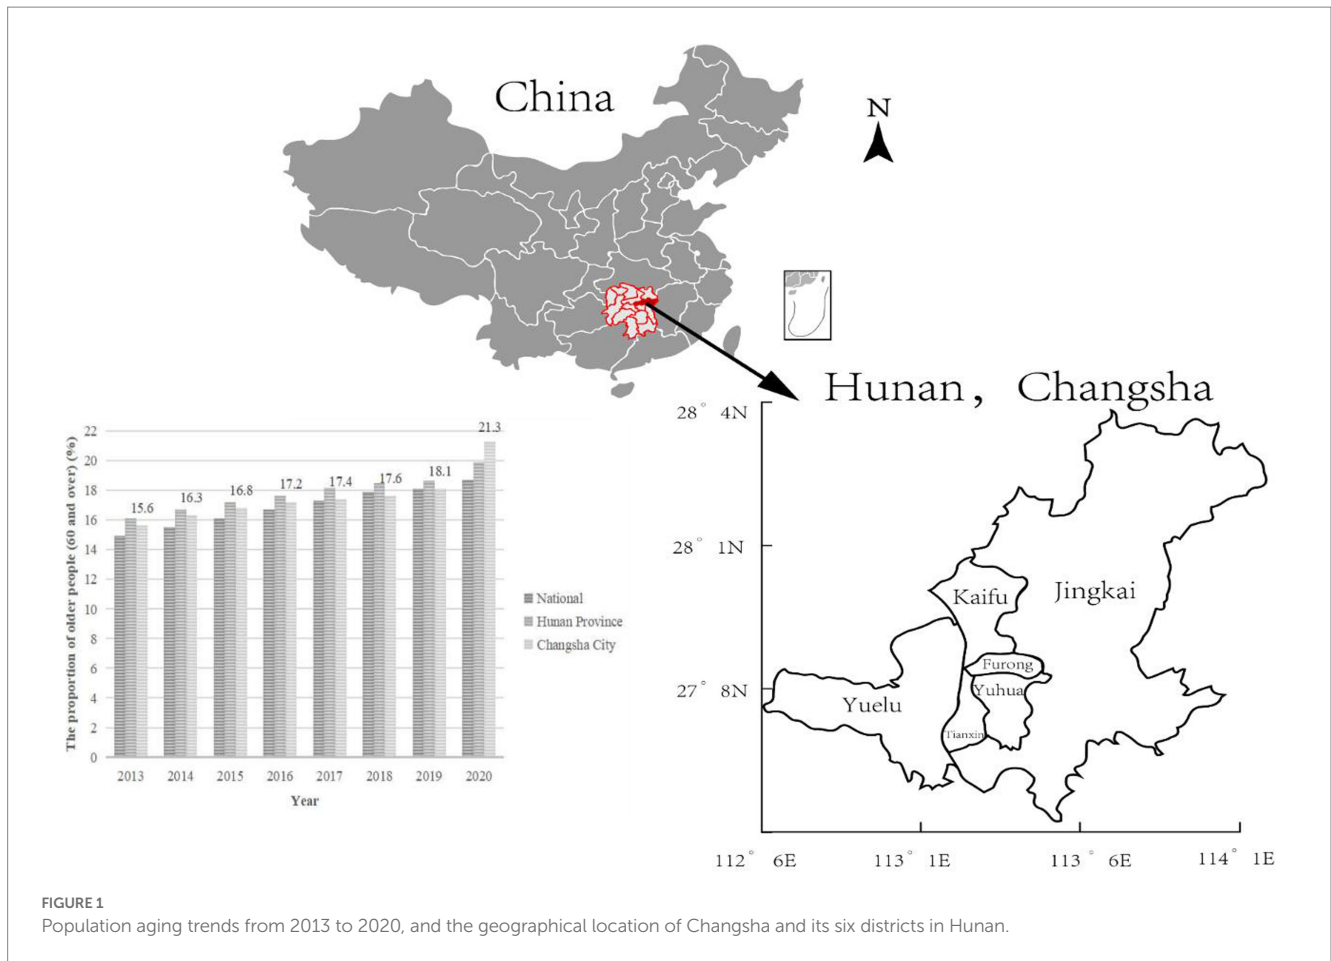 China
N
Hunan, Changsha
28° 4N
28° 1N
27° 8N
112° 6E
113° 1E
113° 6E
114° 1E
Kaifu
Jingkai
Furong
Yuhua
Yuelu
Tianxin
The proportion of older people (60 and over) (%)
22
20
18
16
14
12
10
8
6
4
2
0
15.6
16.3
16.8
17.2
17.4
17.6
18.1
21.3
2013 2014 2015 2016 2017 2018 2019 2020
Year
National
Hunan Province
Changsha City
FIGURE 1
Population aging trends from 2013 to 2020, and the geographical location of Changsha and its six districts in Hunan.